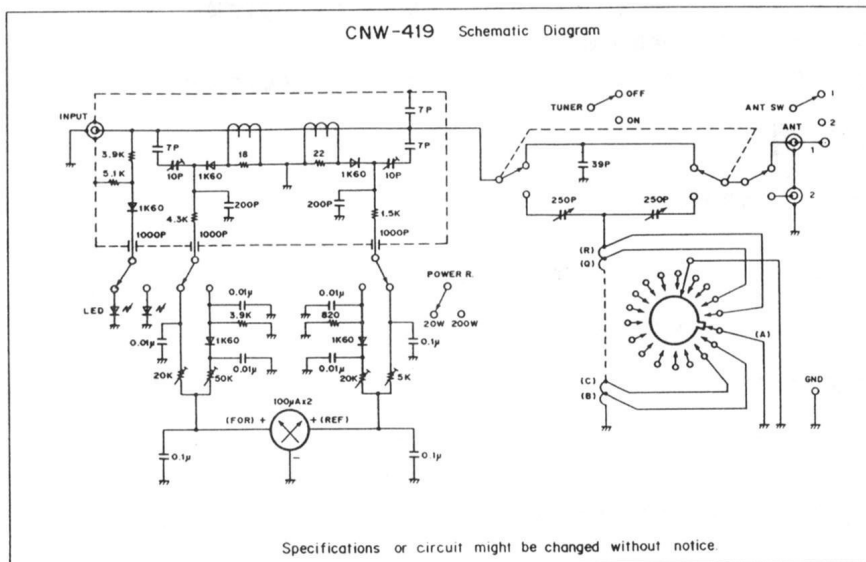 CNW-419 Schematic Diagram
INPUT
3.9K
5.1K
1K60
1000P
7P
10P
1K60
18
22
1K60
10P
7P
7P
4.3K
200P
200P
1.5K
1000P
1000P
TUNER
OFF
ON
ANT SW
1
2
ANT
1
2
39P
250P
250P
(R)
(Q)
(A)
(C)
(B)
GND
LED
0.01µ
0.01µ
3.9K
1K60
0.01µ
20K
50K
0.01µ
820
1K60
0.01µ
20K
5K
0.1µ
POWER R.
20W
200W
100µAx2
(FOR) +
+ (REF)
−
0.1µ
0.1µ
Specifications or circuit might be changed without notice.